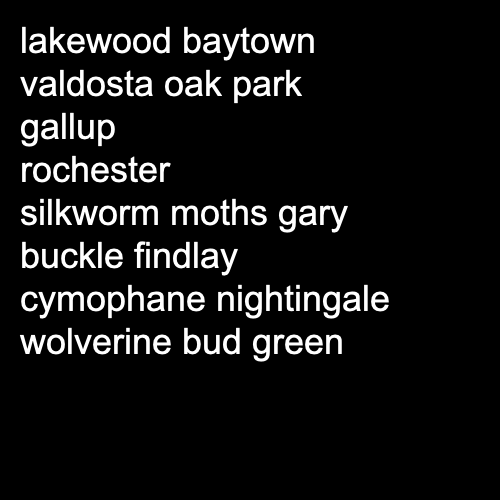 lakewood baytown
valdosta oak park
gallup
rochester
silkworm moths gary
buckle findlay
cymophane nightingale
wolverine bud green